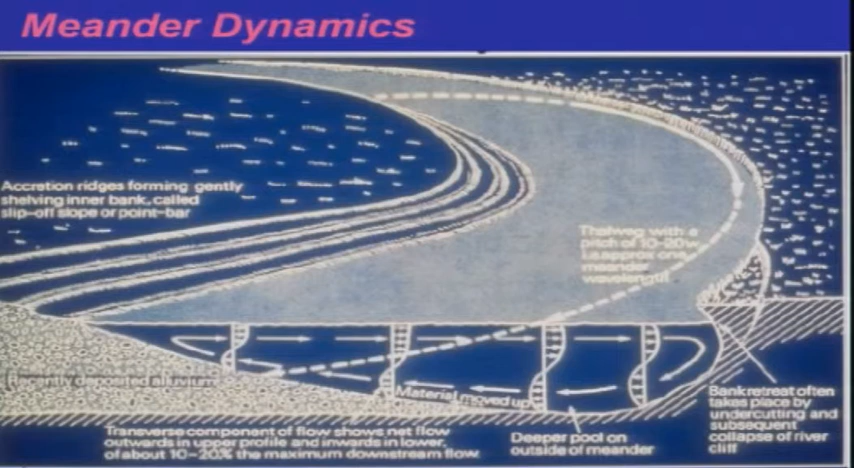 Meander Dynamics
Accretion ridges forming gently
shelving inner bank, called
slip-off slope or point-bar
Thalweg with a
pitch of 10-20w
i.e. approx one
meander
wavelength
Recently deposited alluvium
Material moved up
Transverse component of flow shows net flow
outwards in upper profile and inwards in lower,
of about 10-20% the maximum downstream flow
Deeper pool on
outside of meander
Bank retreat often
takes place by
undercutting and
subsequent
collapse of river
cliff